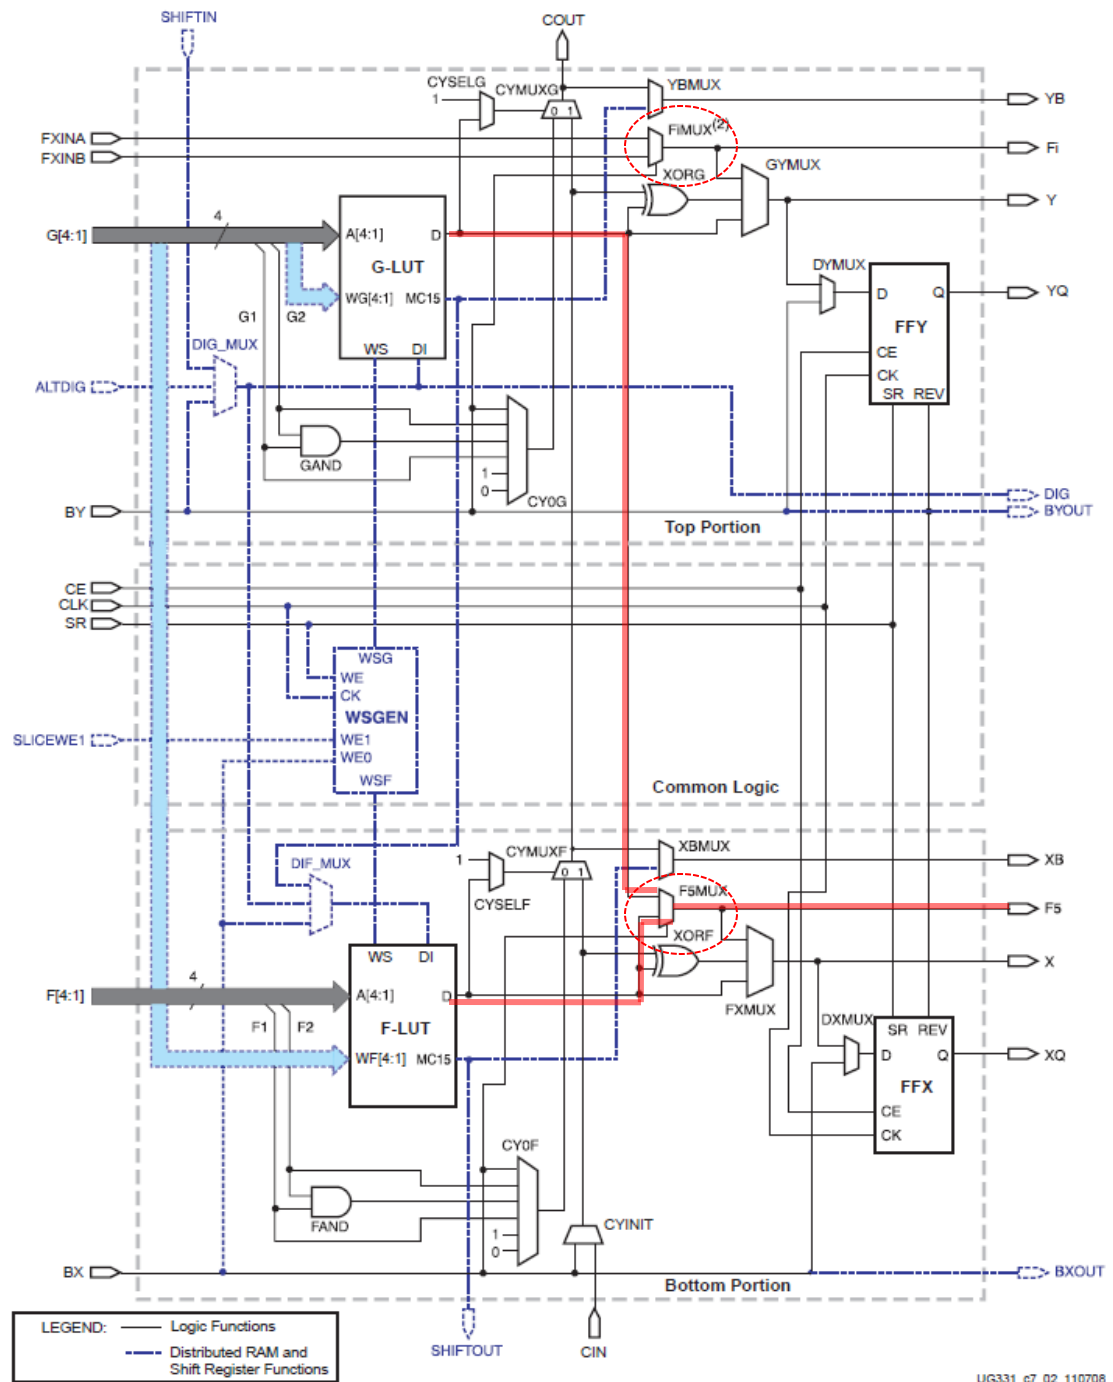 SHIFTIN
COUT
CYSELG
CYMUXG
YBMUX
1
0 1
YB
FXINA
FiMUX(2)
Fi
FXINB
XORG
GYMUX
Y
4
G[4:1]
A[4:1]
D
G-LUT
DYMUX
WG[4:1]
MC15
D
Q
YQ
G1
G2
FFY
DIG_MUX
WS
DI
CE
CK
ALTDIG
SR
REV
GAND
1
0
CY0G
DIG
BY
BYOUT
Top Portion
CE
CLK
SR
WSG
WE
CK
WSGEN
SLICEWE1
WE1
WE0
WSF
Common Logic
CYMUXF
XBMUX
1
0 1
XB
DIF_MUX
CYSELF
F5MUX
F5
XORF
WS
DI
X
4
F[4:1]
A[4:1]
D
FXMUX
F1
F2
F-LUT
DXMUX
SR
REV
WF[4:1]
MC15
D
Q
XQ
FFX
CE
CK
CY0F
FAND
CYINIT
1
0
BX
BXOUT
Bottom Portion
LEGEND:
Logic Functions
Distributed RAM and
Shift Register Functions
SHIFTOUT
CIN
UG331_c7_02_110708